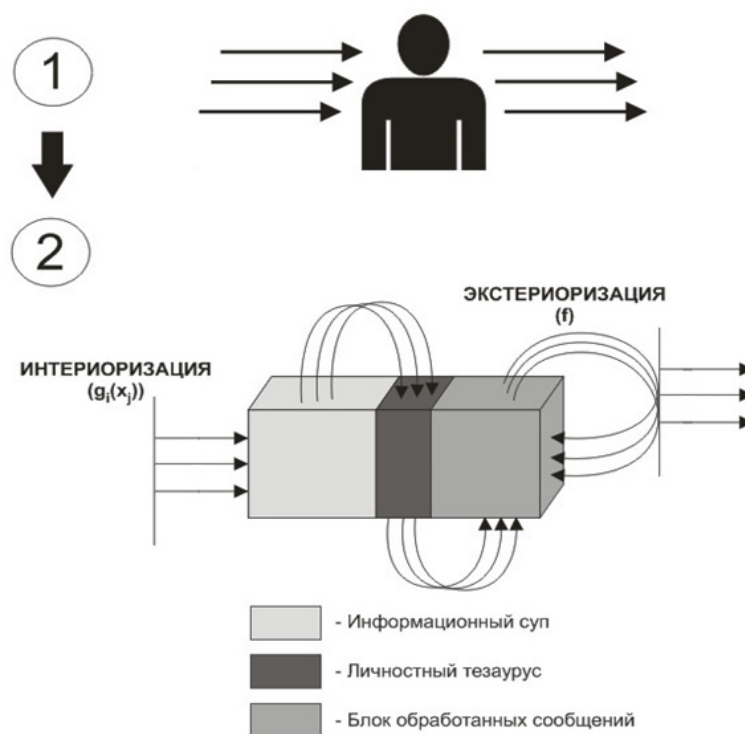 1
2
ЭКСТЕРИОРИЗАЦИЯ
(f)
ИНТЕРИОРИЗАЦИЯ
(gᵢ(xⱼ))
- Информационный суп
- Личностный тезаурус
- Блок обработанных сообщений